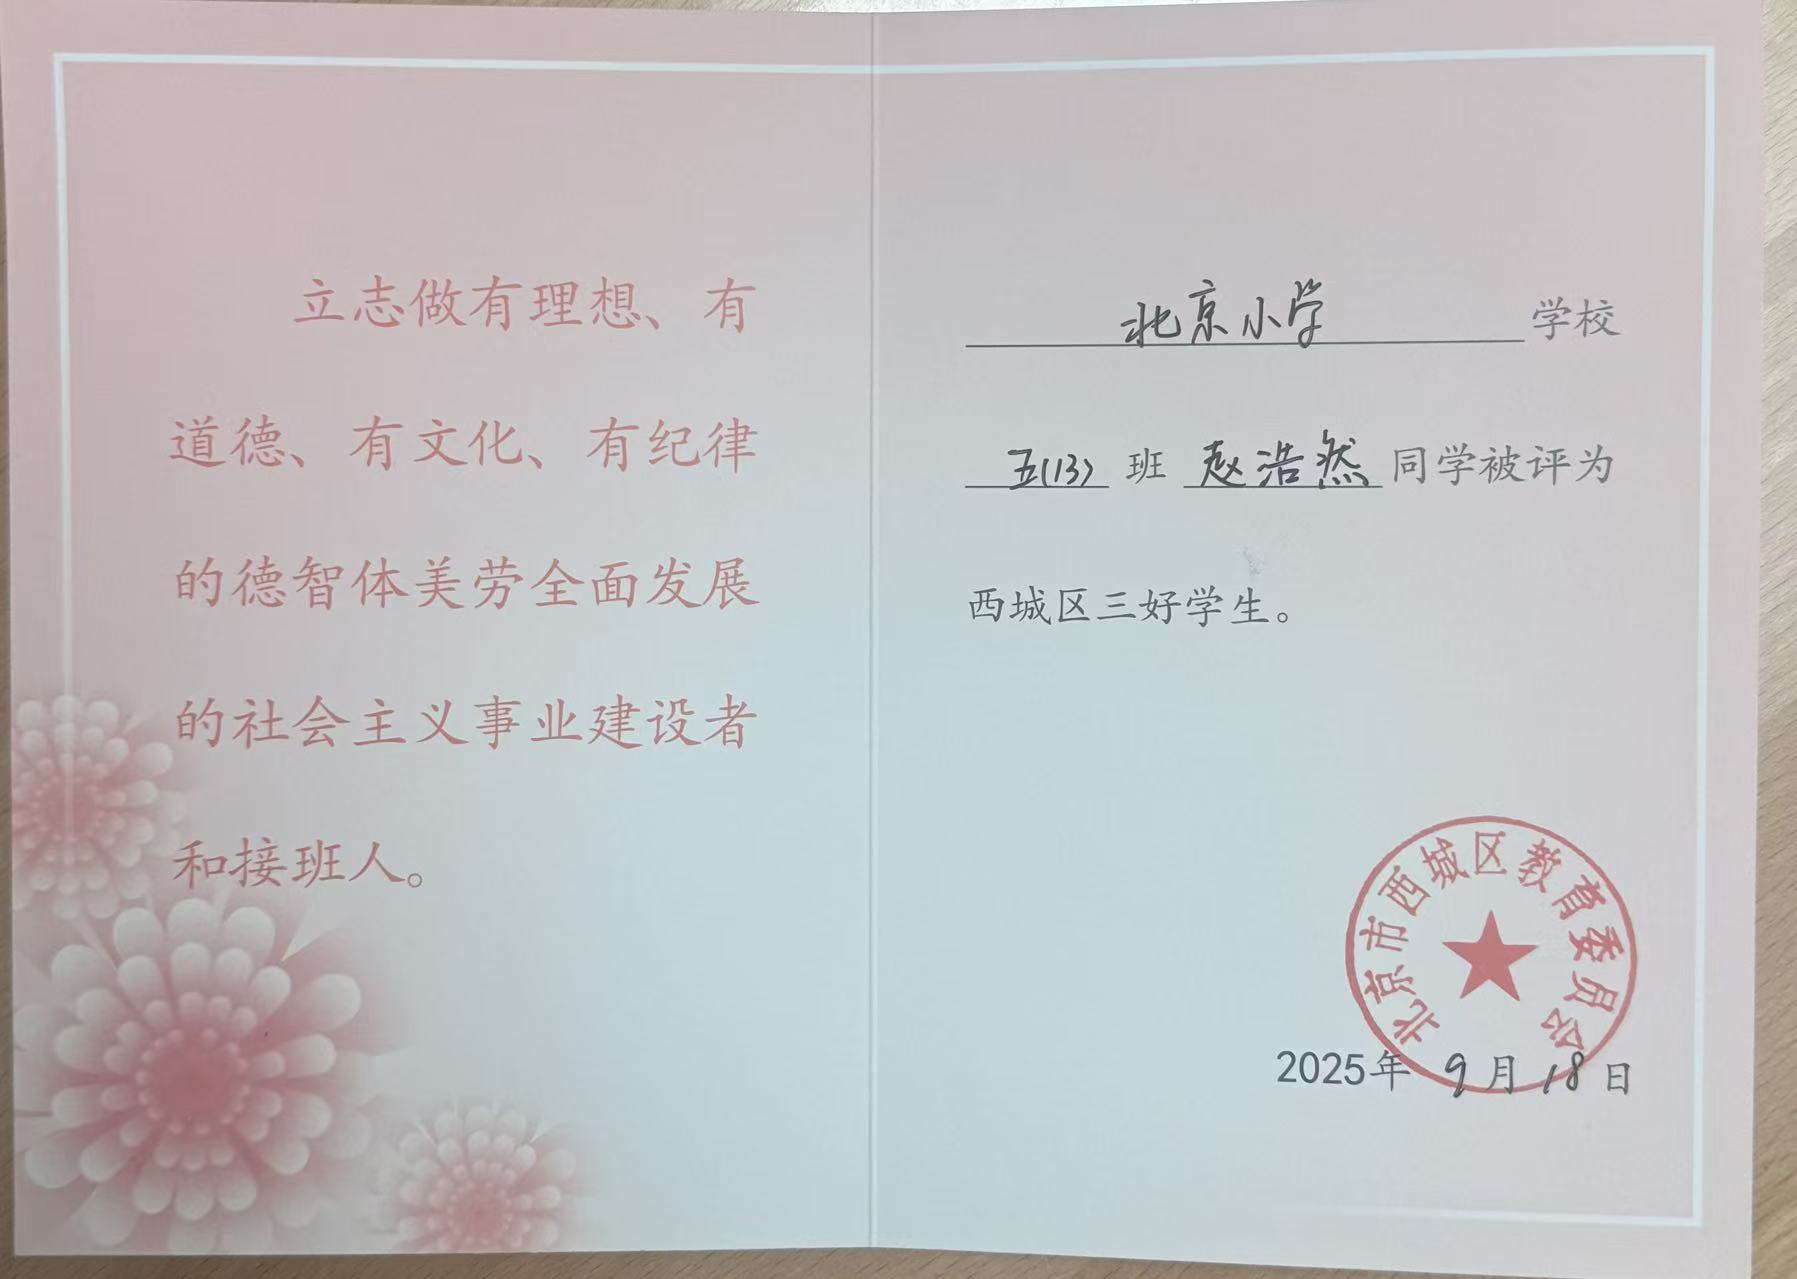 立志做有理想、有
道德、有文化、有纪律
的德智体美劳全面发展
的社会主义事业建设者
和接班人。
北京小学 学校
五(13) 班 赵浩然 同学被评为
西城区三好学生。
北京市西城区教育委员会
2025年 9月 18日